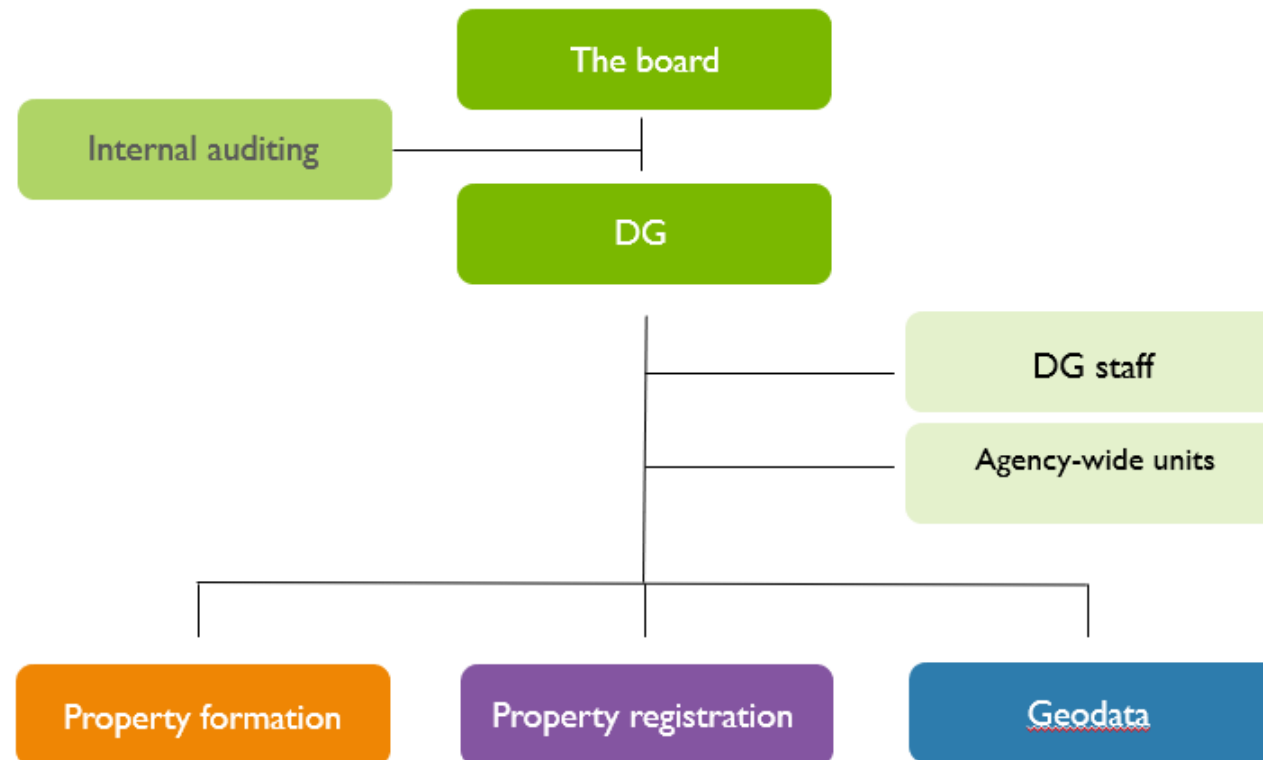 The board
Internal auditing
DG
DG staff
Agency-wide units
Property formation
Property registration
Geodata